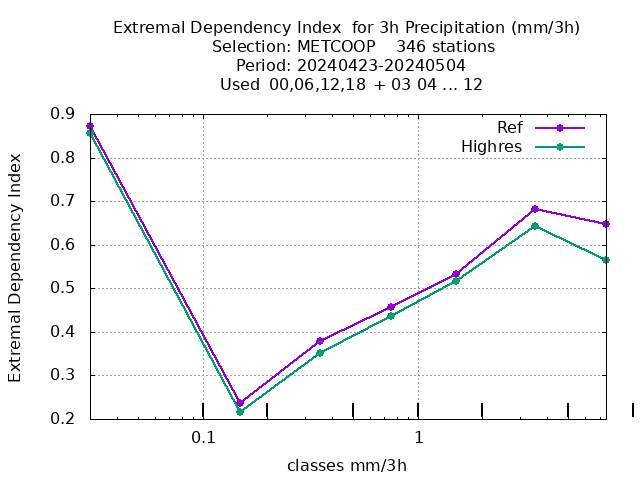 Extremal Dependency Index  for 3h Precipitation (mm/3h)
Selection: METCOOP    346 stations
Period: 20240423-20240504
Used  00,06,12,18  + 03 04 ... 12
Ref
Highres
0.9
0.8
0.7
0.6
0.5
0.4
0.3
0.2
Extremal Dependency Index
0.1
1
classes mm/3h